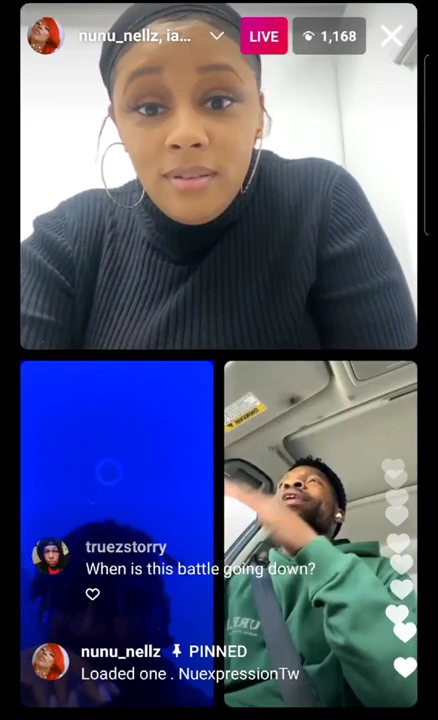 nunu_nellz, ia...
LIVE
1,168
truezstorry
When is this battle going down?
nunu_nellz PINNED
Loaded one . NuexpressionTw